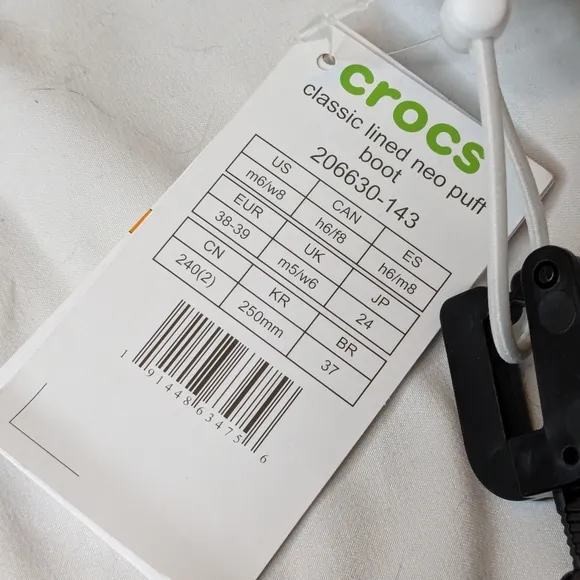 crocs
classic lined neo puff
boot
206630-143
US CAN ES
m6/w8 h6/f8 h6/m8
EUR UK JP
38-39 m5/w6 24
CN KR BR
240(2) 250mm 37
1 91448 63475 6